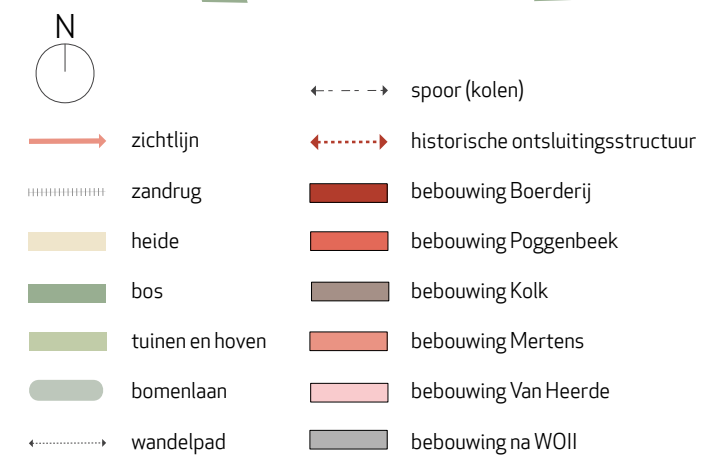 N
zichtlijn
zandrug
heide
bos
tuinen en hoven
bomenlaan
wandelpad
spoor (kolen)
historische ontsluitingsstructuur
bebouwing Boerderij
bebouwing Poggenbeek
bebouwing Kolk
bebouwing Mertens
bebouwing Van Heerde
bebouwing na WOII